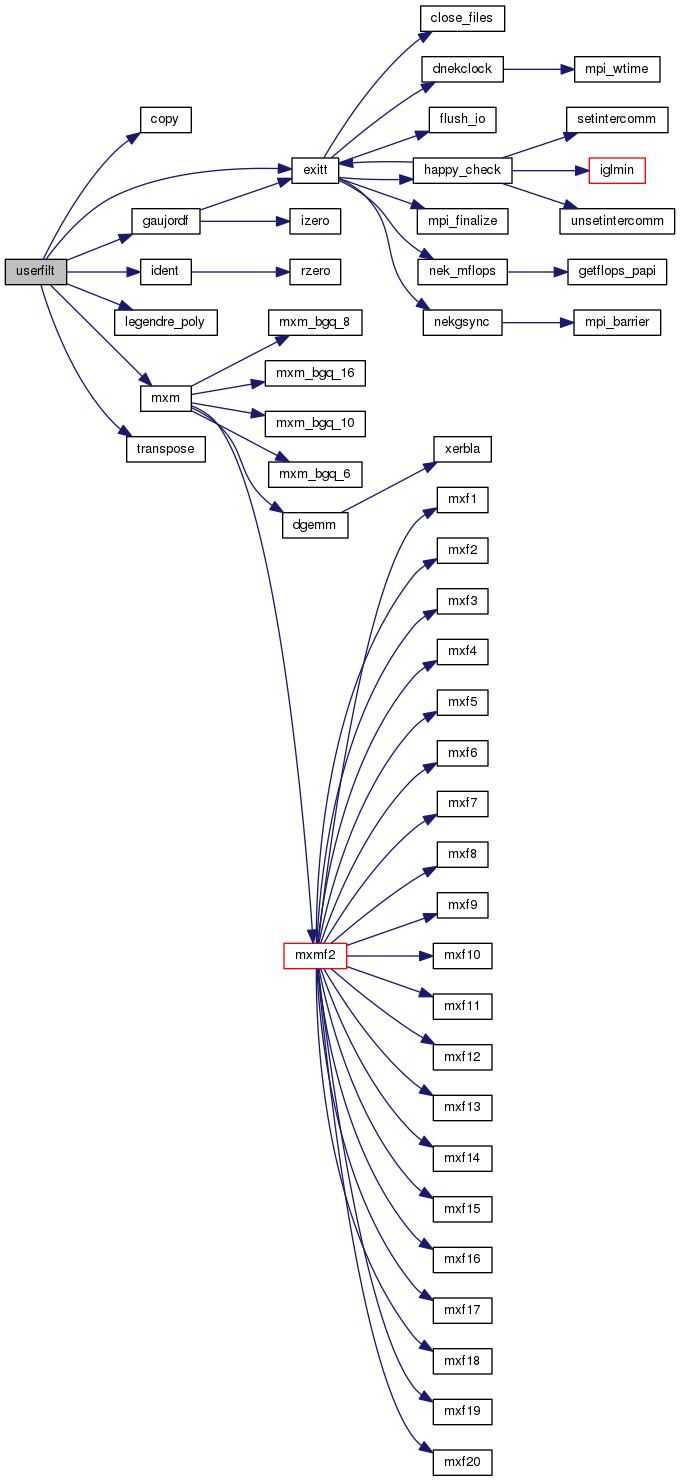 close_files
dnekclock
mpi_wtime
copy
flush_io
setintercomm
exitt
happy_check
iglmin
gaujordf
izero
mpi_finalize
unsetintercomm
userfilt
ident
rzero
nek_mflops
getflops_papi
legendre_poly
mxm_bgq_8
nekgsync
mpi_barrier
mxm_bgq_16
mxm
mxm_bgq_10
transpose
xerbla
mxm_bgq_6
mxf1
dgemm
mxf2
mxf3
mxf4
mxf5
mxf6
mxf7
mxf8
mxf9
mxmf2
mxf10
mxf11
mxf12
mxf13
mxf14
mxf15
mxf16
mxf17
mxf18
mxf19
mxf20